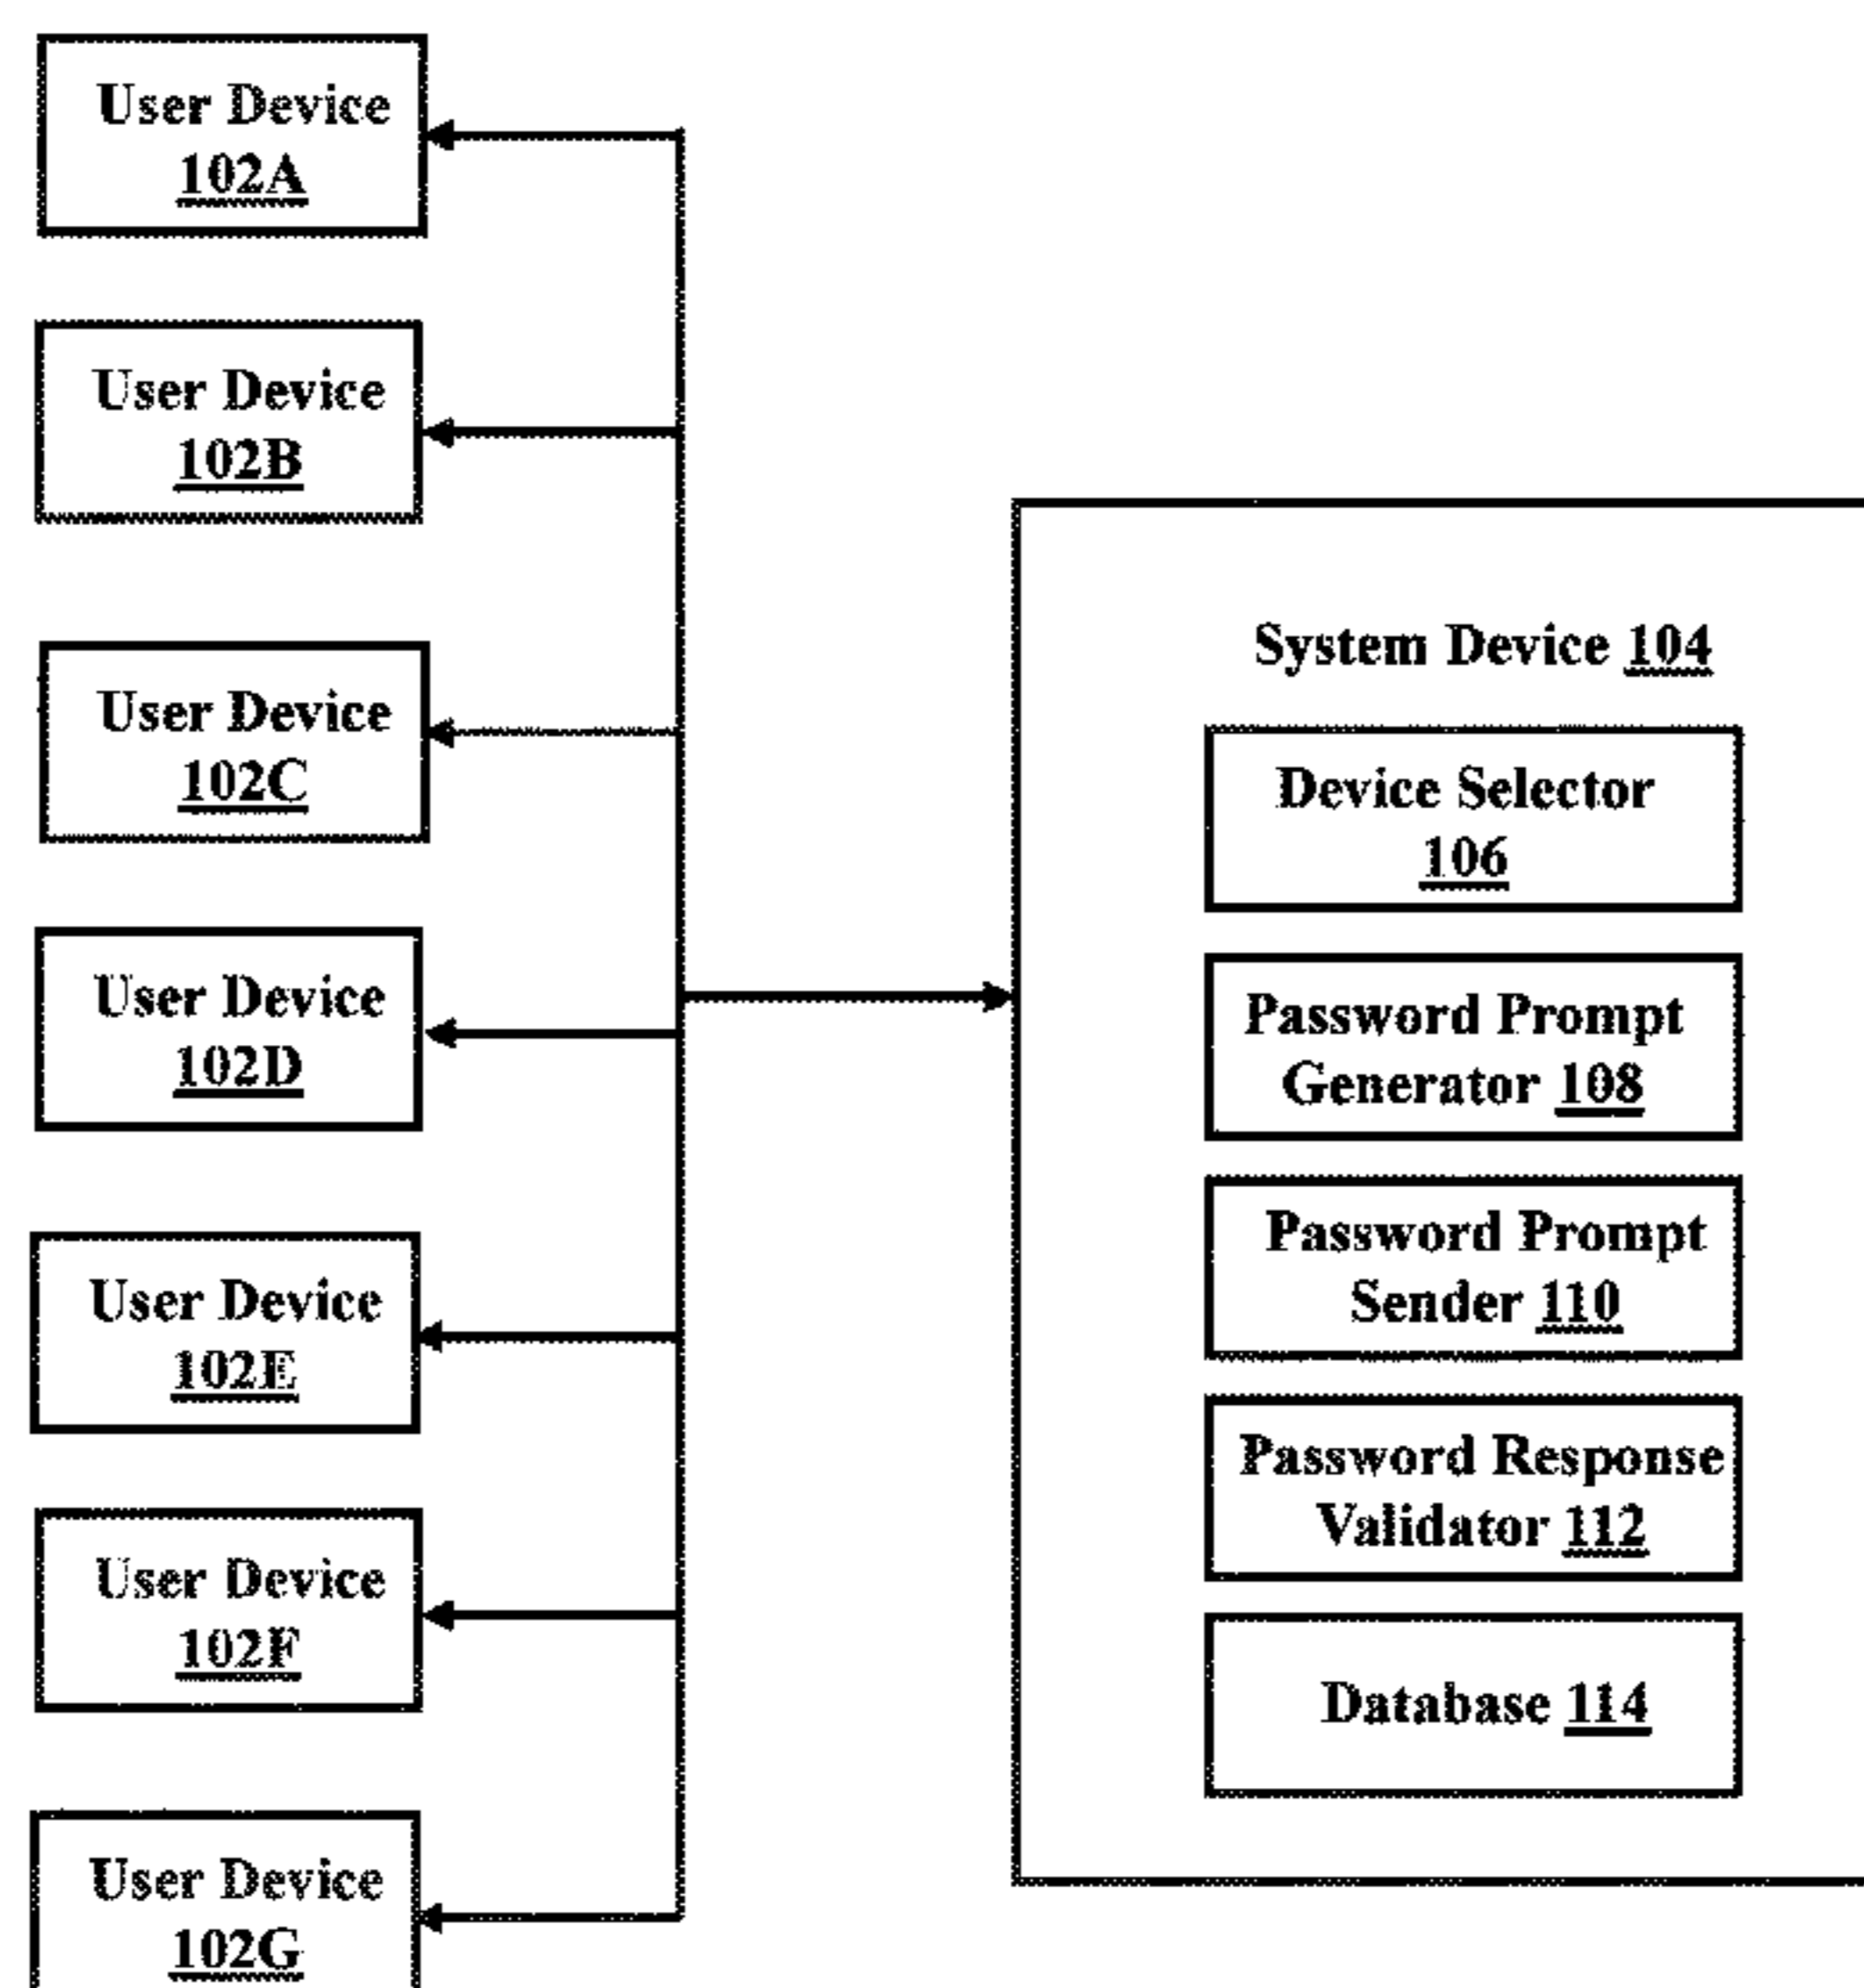 User Device
102A
User Device
102B
User Device
102C
User Device
102D
User Device
102E
User Device
102F
User Device
102G
System Device 104
Device Selector
106
Password Prompt
Generator 108
Password Prompt
Sender 110
Password Response
Validator 112
Database 114